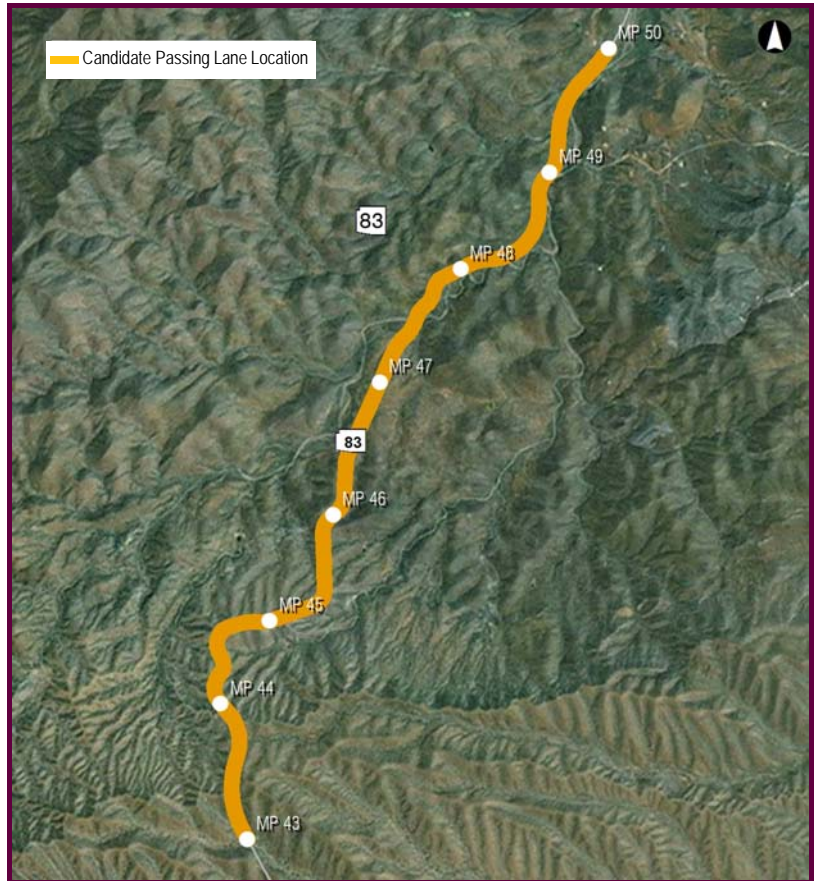 Candidate Passing Lane Location
MP 50
MP 49
83
MP 48
MP 47
83
MP 46
MP 45
MP 44
MP 43